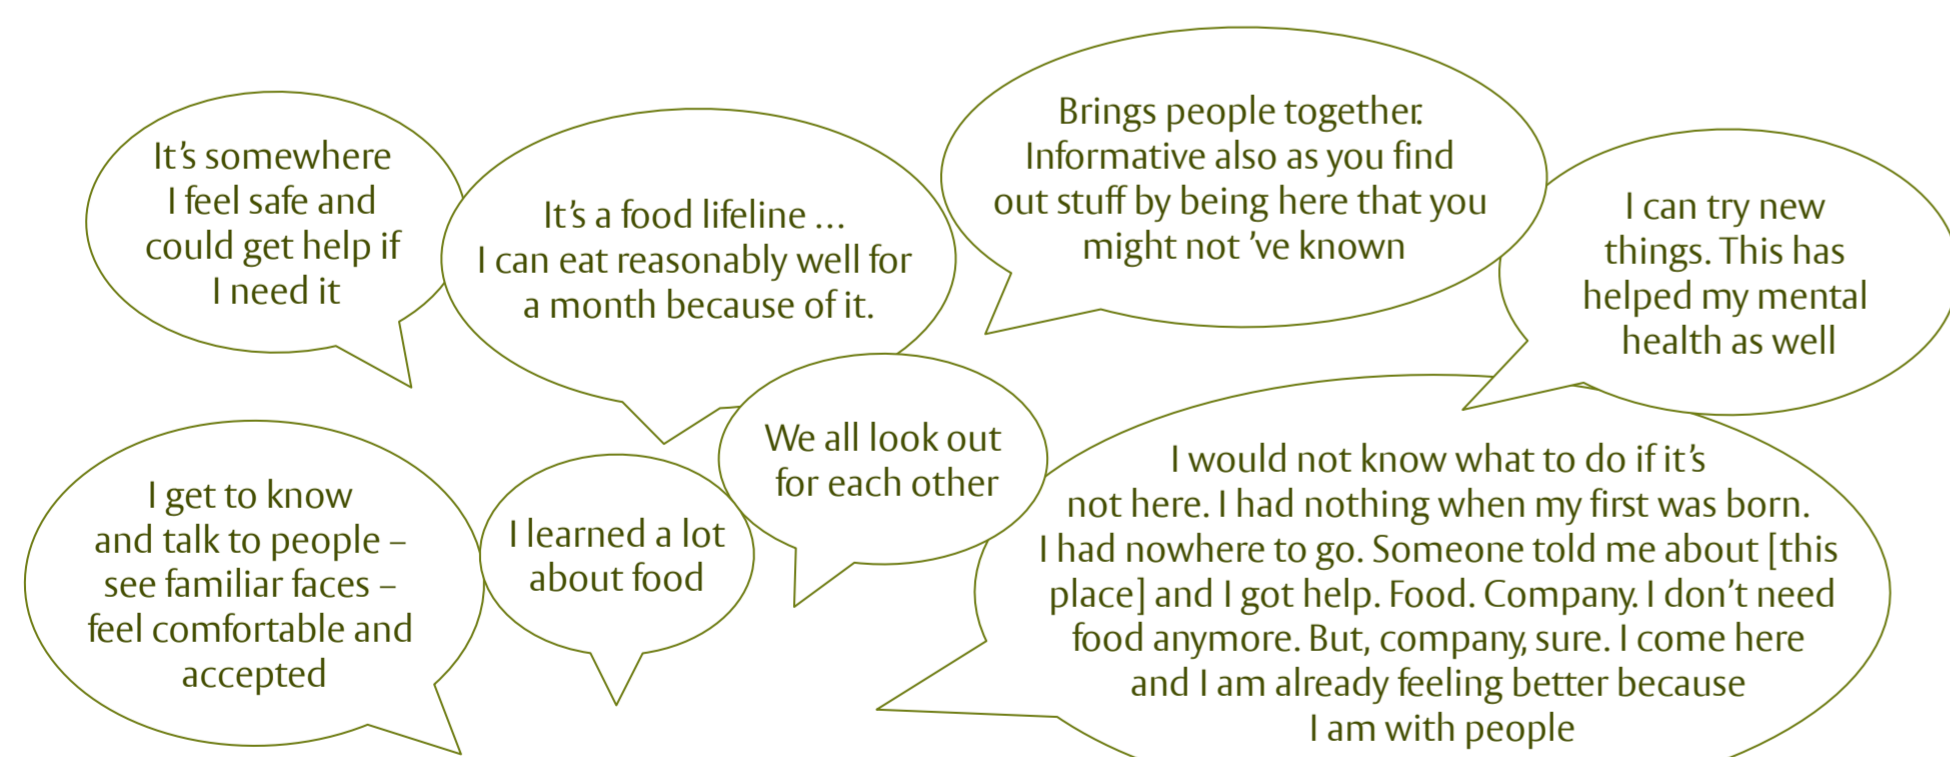 It's somewhere
I feel safe and
could get help if
I need it
It's a food lifeline ...
I can eat reasonably well for
a month because of it.
Brings people together.
Informative also as you find
out stuff by being here that you
might not 've known
I can try new
things. This has
helped my mental
health as well
I get to know
and talk to people –
see familiar faces –
feel comfortable and
accepted
I learned a lot
about food
We all look out
for each other
I would not know what to do if it's
not here. I had nothing when my first was born.
I had nowhere to go. Someone told me about [this
place] and I got help. Food. Company. I don't need
food anymore. But, company, sure. I come here
and I am already feeling better because
I am with people